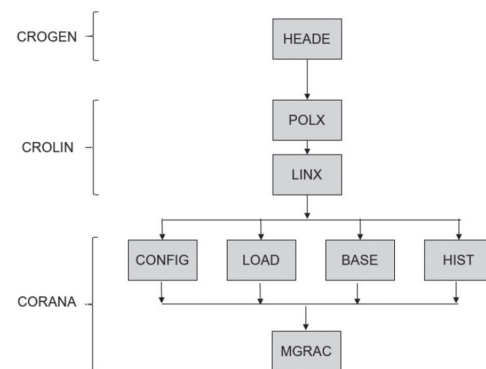 CROGEN
HEADE
POLX
CROLIN
LINX
CONFIG LOAD BASE HIST
CORANA
MGRAC